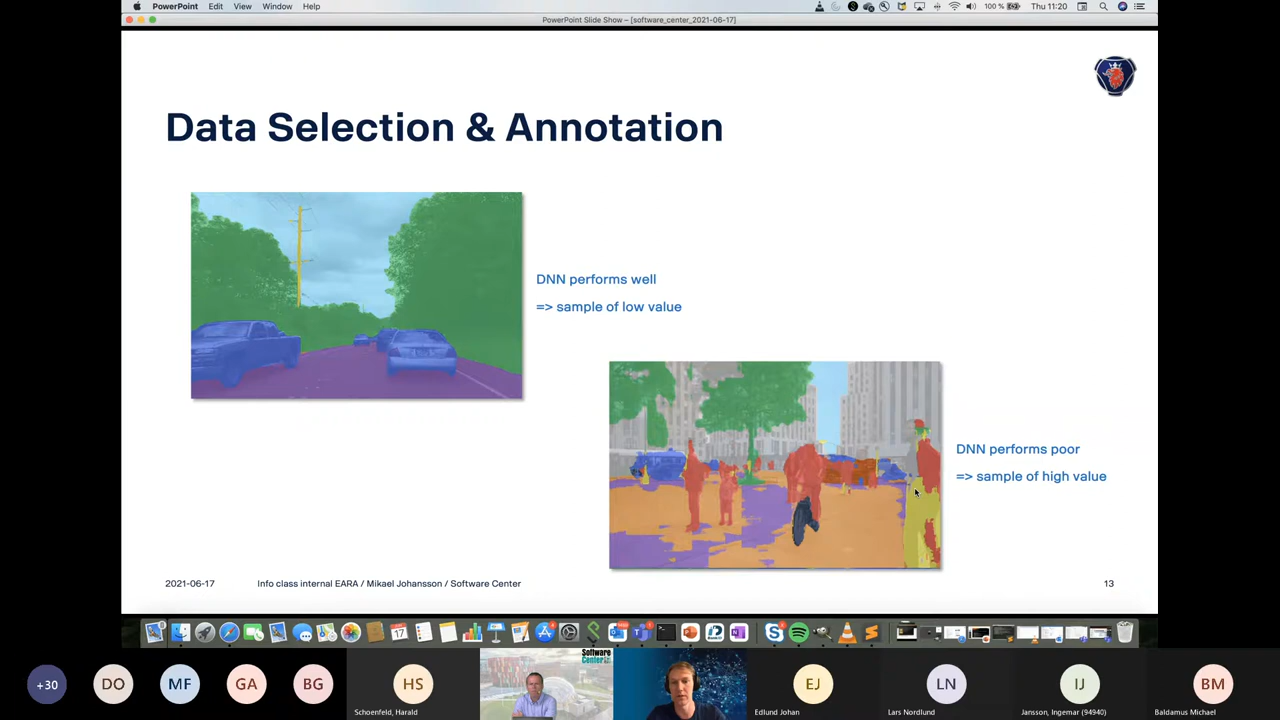 PowerPoint Edit View Window Help
100 % Thu 11:20
PowerPoint Slide Show – [software_center_2021-06-17]
Data Selection & Annotation
DNN performs well
=> sample of low value
DNN performs poor
=> sample of high value
2021-06-17 Info class internal EARA / Mikael Johansson / Software Center 13
17
Software
Center
+30 DO MF GA BG HS EJ LN IJ BM
Schoenfeld, Harald Edlund Johan Lars Nordlund Jansson, Ingemar (94940) Baldamus Michael